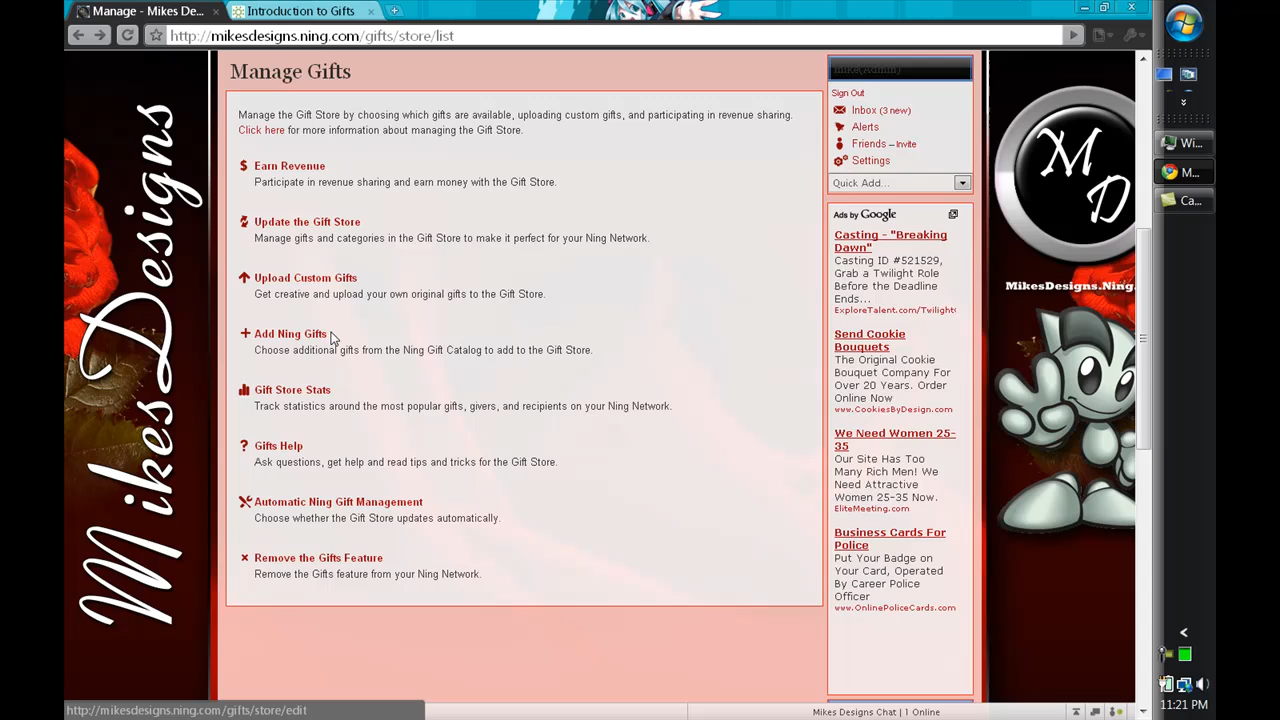 Manage - Mikes De...
Introduction to Gifts
http://mikesdesigns.ning.com/gifts/store/list
Manage Gifts
Manage the Gift Store by choosing which gifts are available, uploading custom gifts, and participating in revenue sharing.
Click here for more information about managing the Gift Store.
Earn Revenue
Participate in revenue sharing and earn money with the Gift Store.
Update the Gift Store
Manage gifts and categories in the Gift Store to make it perfect for your Ning Network.
Upload Custom Gifts
Get creative and upload your own original gifts to the Gift Store.
Add Ning Gifts
Choose additional gifts from the Ning Gift Catalog to add to the Gift Store.
Gift Store Stats
Track statistics around the most popular gifts, givers, and recipients on your Ning Network.
Gifts Help
Ask questions, get help and read tips and tricks for the Gift Store.
Automatic Ning Gift Management
Choose whether the Gift Store updates automatically.
Remove the Gifts Feature
Remove the Gifts feature from your Ning Network.
mike(Admin)
Sign Out
Inbox (3 new)
Alerts
Friends – Invite
Settings
Quick Add...
Ads by Google
Casting - "Breaking
Dawn"
Casting ID #521529,
Grab a Twilight Role
Before the Deadline
Ends...
ExploreTalent.com/Twilight
Send Cookie
Bouquets
The Original Cookie
Bouquet Company For
Over 20 Years. Order
Online Now
www.CookiesByDesign.com
We Need Women 25-
35
Our Site Has Too
Many Rich Men! We
Need Attractive
Women 25-35 Now.
EliteMeeting.com
Business Cards For
Police
Put Your Badge on
Your Card, Operated
By Career Police
Officer
www.OnlinePoliceCards.com
MikesDesigns
M
D
MikesDesigns.Ning.
Wi...
M...
Ca...
http://mikesdesigns.ning.com/gifts/store/edit
Mikes Designs Chat | 1 Online
11:21 PM